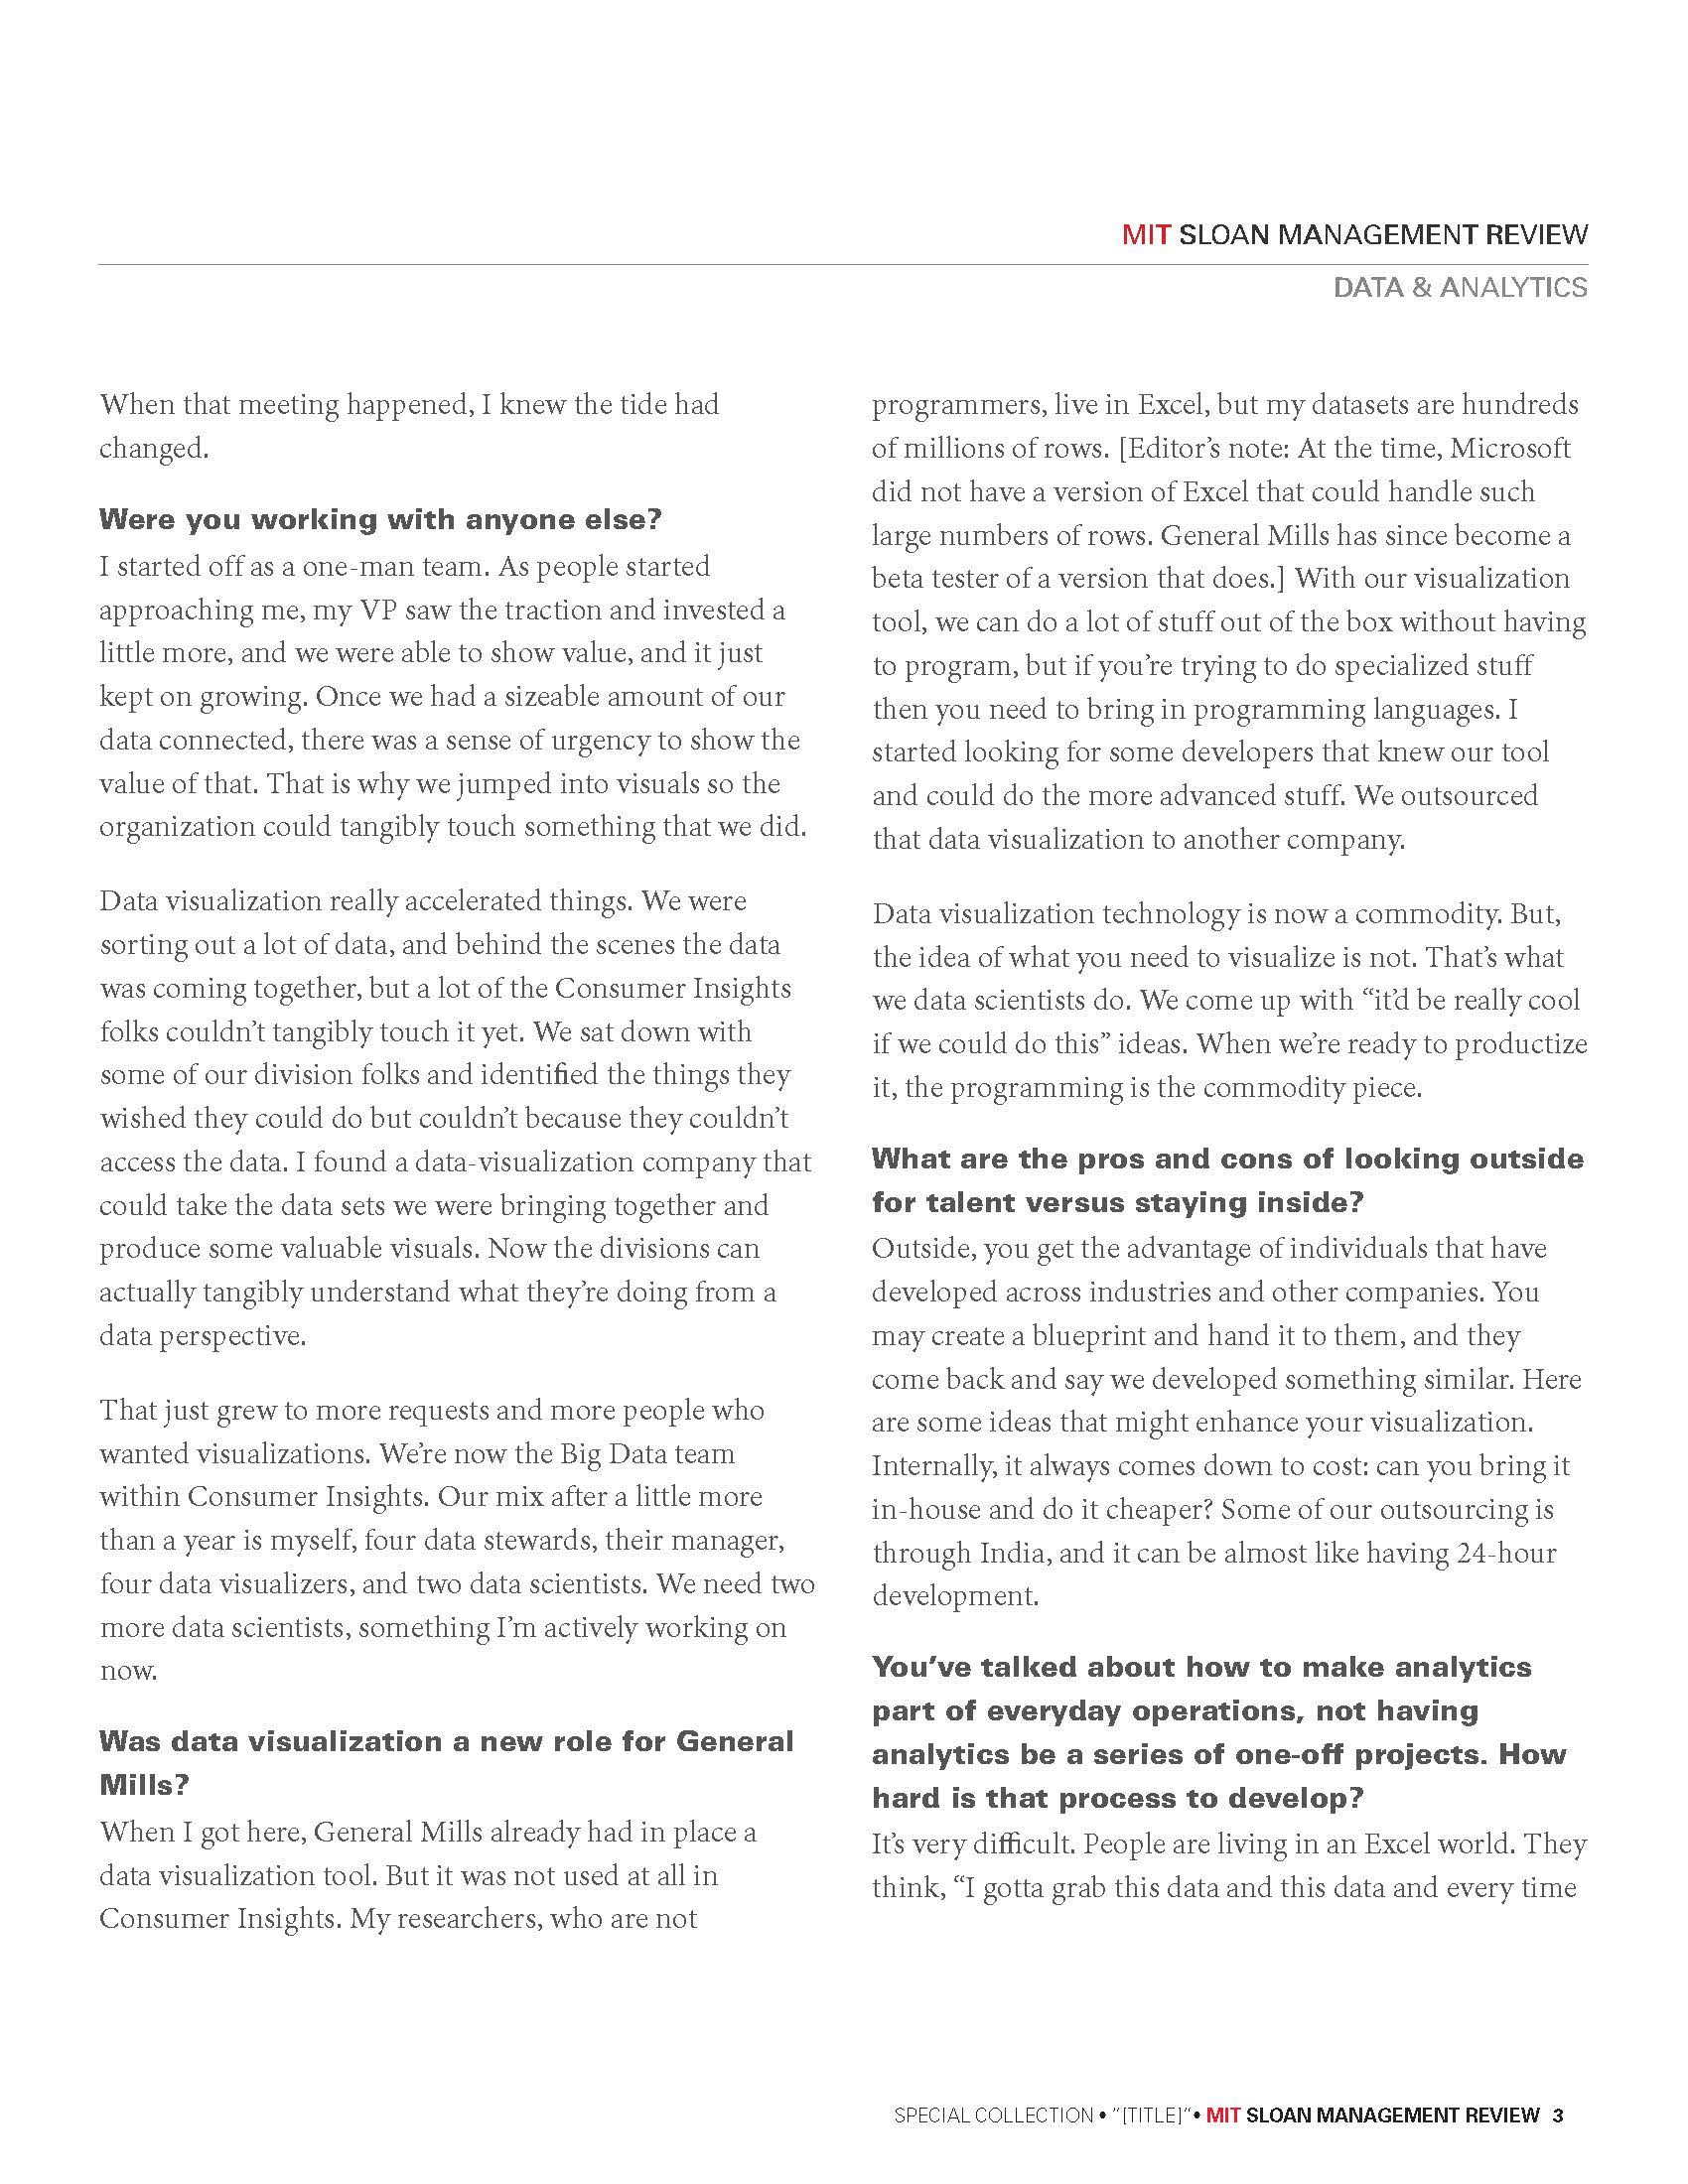 MIT SLOAN MANAGEMENT REVIEW
DATA & ANALYTICS
When that meeting happened, I knew the tide had
changed.
Were you working with anyone else?
I started off as a one-man team. As people started
approaching me, my VP saw the traction and invested a
little more, and we were able to show value, and it just
kept on growing. Once we had a sizeable amount of our
data connected, there was a sense of urgency to show the
value of that. That is why we jumped into visuals so the
organization could tangibly touch something that we did.
Data visualization really accelerated things. We were
sorting out a lot of data, and behind the scenes the data
was coming together, but a lot of the Consumer Insights
folks couldn’t tangibly touch it yet. We sat down with
some of our division folks and identified the things they
wished they could do but couldn’t because they couldn’t
access the data. I found a data-visualization company that
could take the data sets we were bringing together and
produce some valuable visuals. Now the divisions can
actually tangibly understand what they’re doing from a
data perspective.
That just grew to more requests and more people who
wanted visualizations. We’re now the Big Data team
within Consumer Insights. Our mix after a little more
than a year is myself, four data stewards, their manager,
four data visualizers, and two data scientists. We need two
more data scientists, something I’m actively working on
now.
Was data visualization a new role for General
Mills?
When I got here, General Mills already had in place a
data visualization tool. But it was not used at all in
Consumer Insights. My researchers, who are not
programmers, live in Excel, but my datasets are hundreds
of millions of rows. [Editor’s note: At the time, Microsoft
did not have a version of Excel that could handle such
large numbers of rows. General Mills has since become a
beta tester of a version that does.] With our visualization
tool, we can do a lot of stuff out of the box without having
to program, but if you’re trying to do specialized stuff
then you need to bring in programming languages. I
started looking for some developers that knew our tool
and could do the more advanced stuff. We outsourced
that data visualization to another company.
Data visualization technology is now a commodity. But,
the idea of what you need to visualize is not. That’s what
we data scientists do. We come up with “it’d be really cool
if we could do this” ideas. When we’re ready to productize
it, the programming is the commodity piece.
What are the pros and cons of looking outside
for talent versus staying inside?
Outside, you get the advantage of individuals that have
developed across industries and other companies. You
may create a blueprint and hand it to them, and they
come back and say we developed something similar. Here
are some ideas that might enhance your visualization.
Internally, it always comes down to cost: can you bring it
in-house and do it cheaper? Some of our outsourcing is
through India, and it can be almost like having 24-hour
development.
You’ve talked about how to make analytics
part of everyday operations, not having
analytics be a series of one-off projects. How
hard is that process to develop?
It’s very difficult. People are living in an Excel world. They
think, “I gotta grab this data and this data and every time
SPECIAL COLLECTION • "[TITLE]"• MIT SLOAN MANAGEMENT REVIEW 3